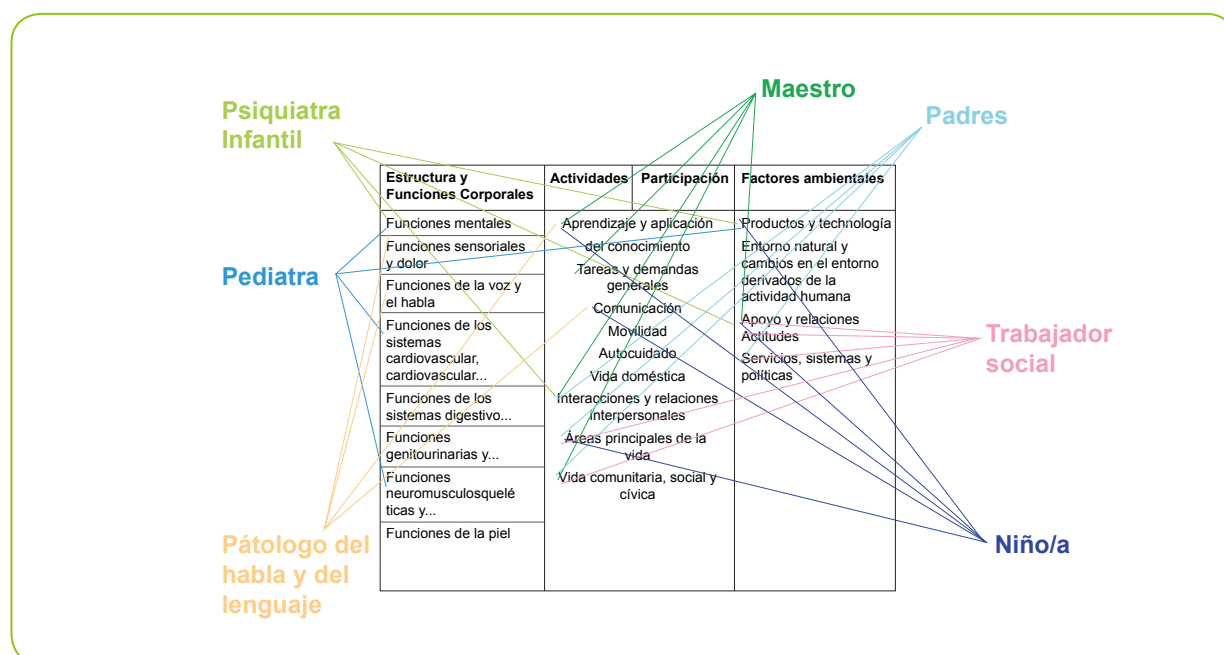 Maestro
Psiquiatra
Infantil
Padres
Estructura y
Funciones Corporales
Actividades
Participación
Factores ambientales
Funciones mentales
Funciones sensoriales
y dolor
Funciones de la voz y
el habla
Funciones de los
sistemas
cardiovascular,
cardiovascular...
Funciones de los
sistemas digestivo...
Funciones
genitourinarias y...
Funciones
neuromusculosquelé
ticas y...
Funciones de la piel
Aprendizaje y aplicación
del conocimiento
Tareas y demandas
generales
Comunicación
Movilidad
Autocuidado
Vida doméstica
Interacciones y relaciones
interpersonales
Áreas principales de la
vida
Vida comunitaria, social y
cívica
Productos y technología
Entorno natural y
cambios en el entorno
derivados de la
actividad humana
Apoyo y relaciones
Actitudes
Servicios, sistemas y
políticas
Pediatra
Trabajador
social
Pátologo del
habla y del
lenguaje
Niño/a